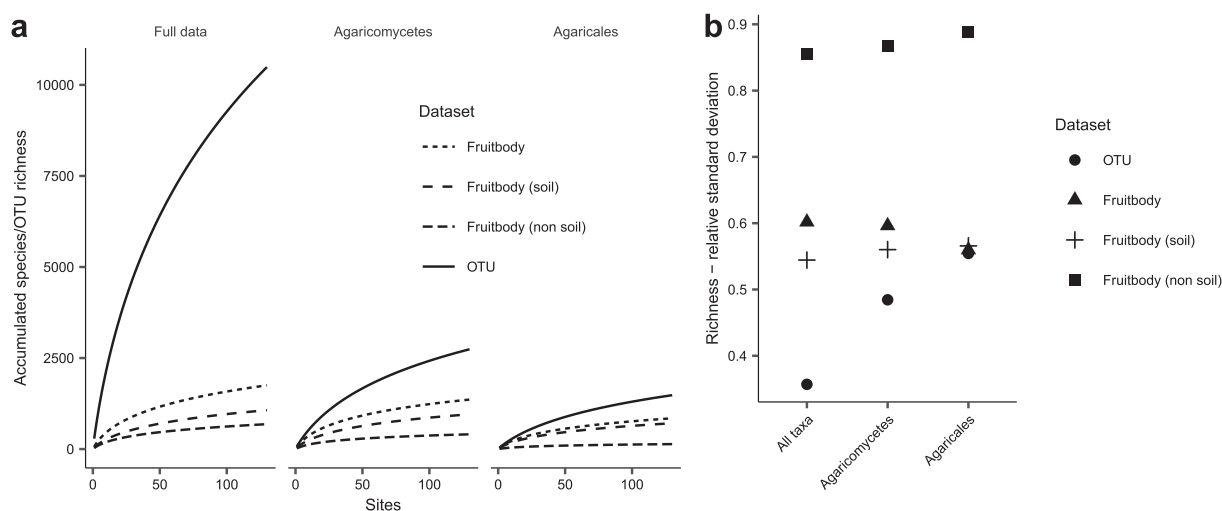 a
Full data
Agaricomycetes
Agaricales
Accumulated species/OTU richness
10000
7500
5000
2500
0
Dataset
Fruitbody
Fruitbody (soil)
Fruitbody (non soil)
OTU
0 50 100
0 50 100
0 50 100
Sites
b
Richness − relative standard deviation
0.9
0.8
0.7
0.6
0.5
0.4
All taxa
Agaricomycetes
Agaricales
Dataset
OTU
Fruitbody
Fruitbody (soil)
Fruitbody (non soil)